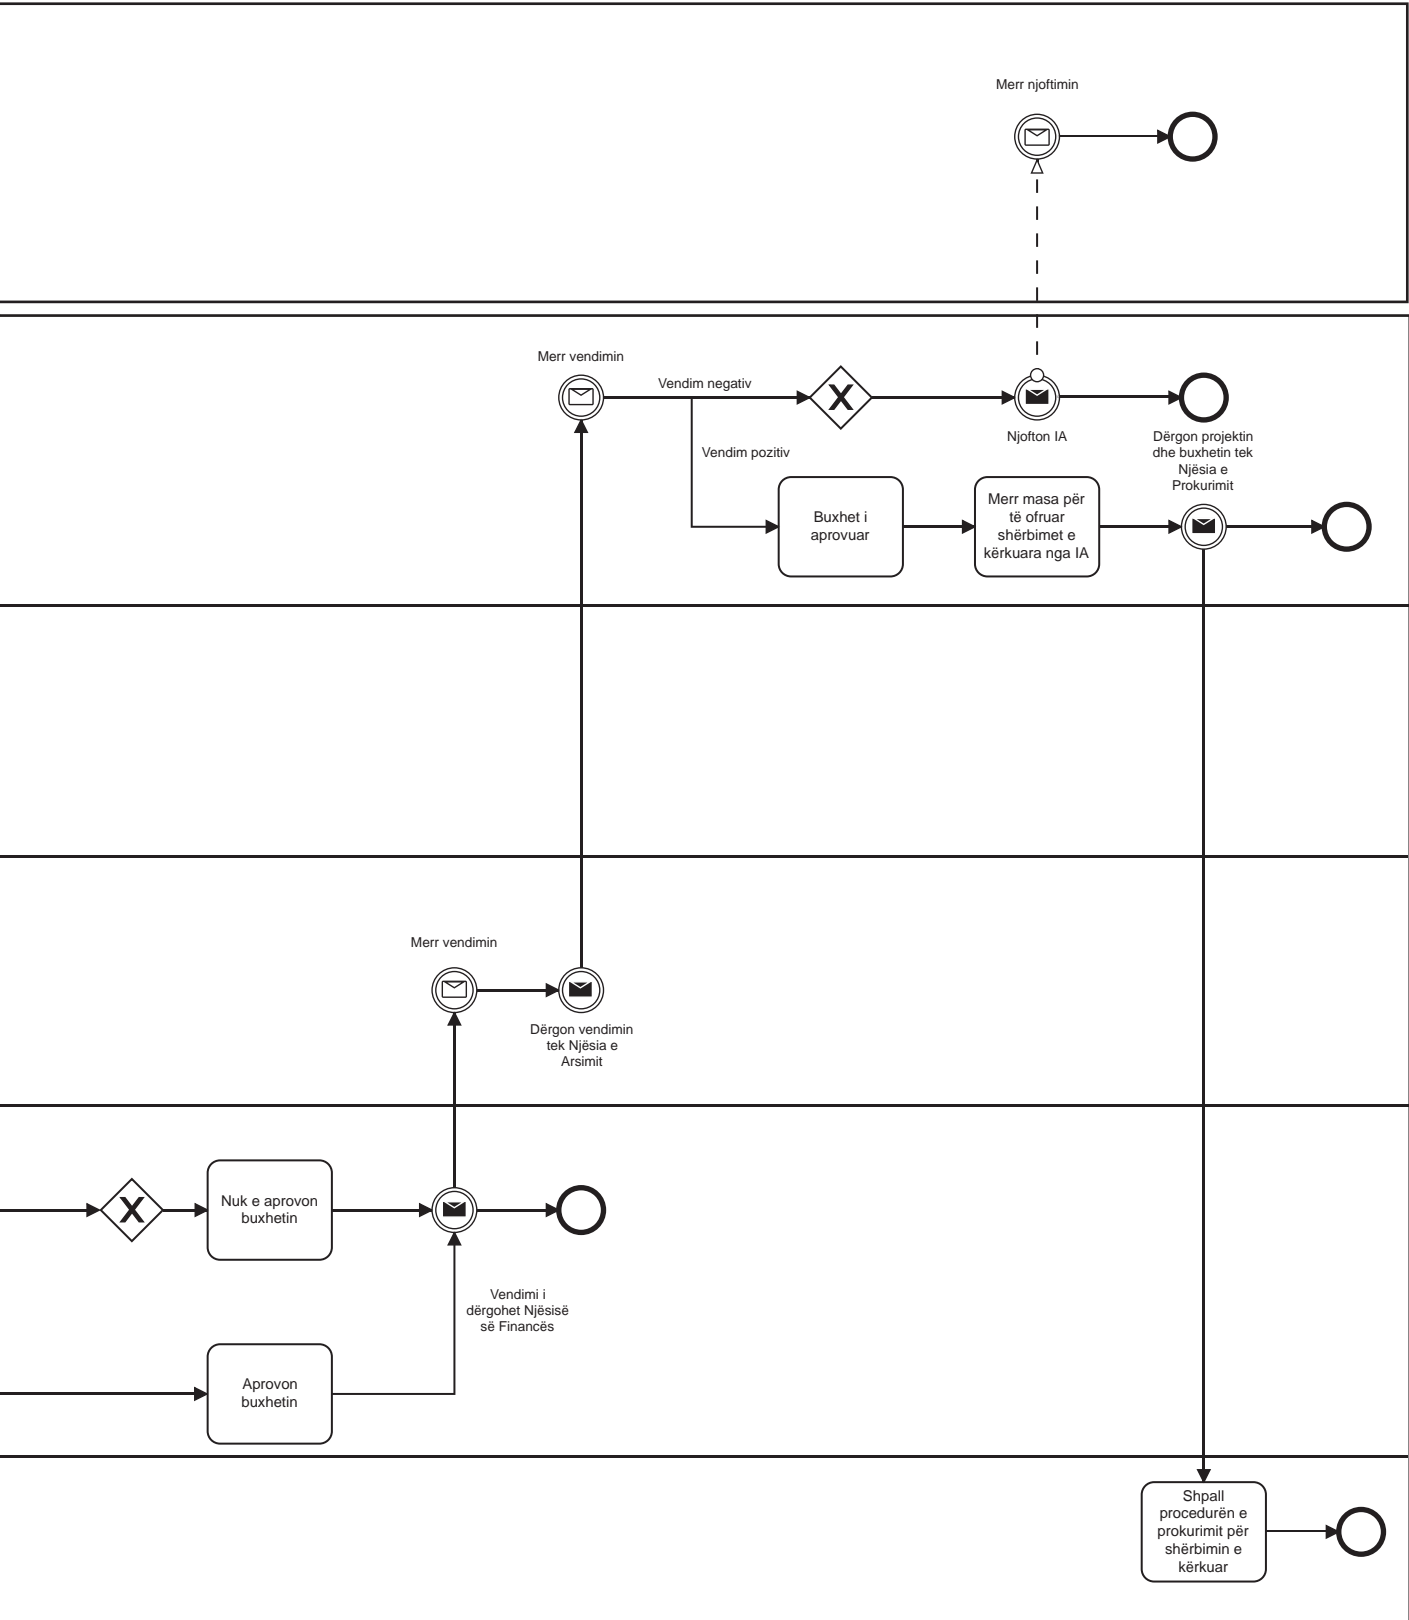 Merr njoftimin
Merr vendimin
Vendim negativ
Vendim pozitiv
Njofton IA
Dërgon projektin
dhe buxhetin tek
Njësia e
Prokurimit
Buxhet i
aprovuar
Merr masa për
të ofruar
shërbimet e
kërkuara nga IA
Merr vendimin
Dërgon vendimin
tek Njësia e
Arsimit
Nuk e aprovon
buxhetin
Vendimi i
dërgohet Njësisë
së Financës
Aprovon
buxhetin
Shpall
procedurën e
prokurimit për
shërbimin e
kërkuar